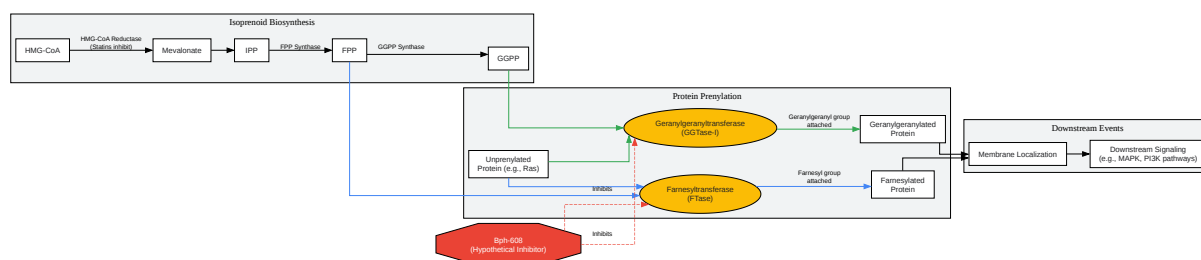 Isoprenoid Biosynthesis
HMG-CoA
HMG-CoA Reductase
(Statins inhibit)
Mevalonate
IPP
FPP Synthase
FPP
GGPP Synthase
GGPP
Protein Prenylation
Geranylgeranyltransferase
(GGTase-I)
Geranylgeranyl group
attached
Geranylgeranylated
Protein
Unprenylated
Protein (e.g., Ras)
Inhibits
Farnesyltransferase
(FTase)
Farnesyl group
attached
Farnesylated
Protein
Downstream Events
Membrane Localization
Downstream Signaling
(e.g., MAPK, PI3K pathways)
Bph-608
(Hypothetical Inhibitor)
Inhibits